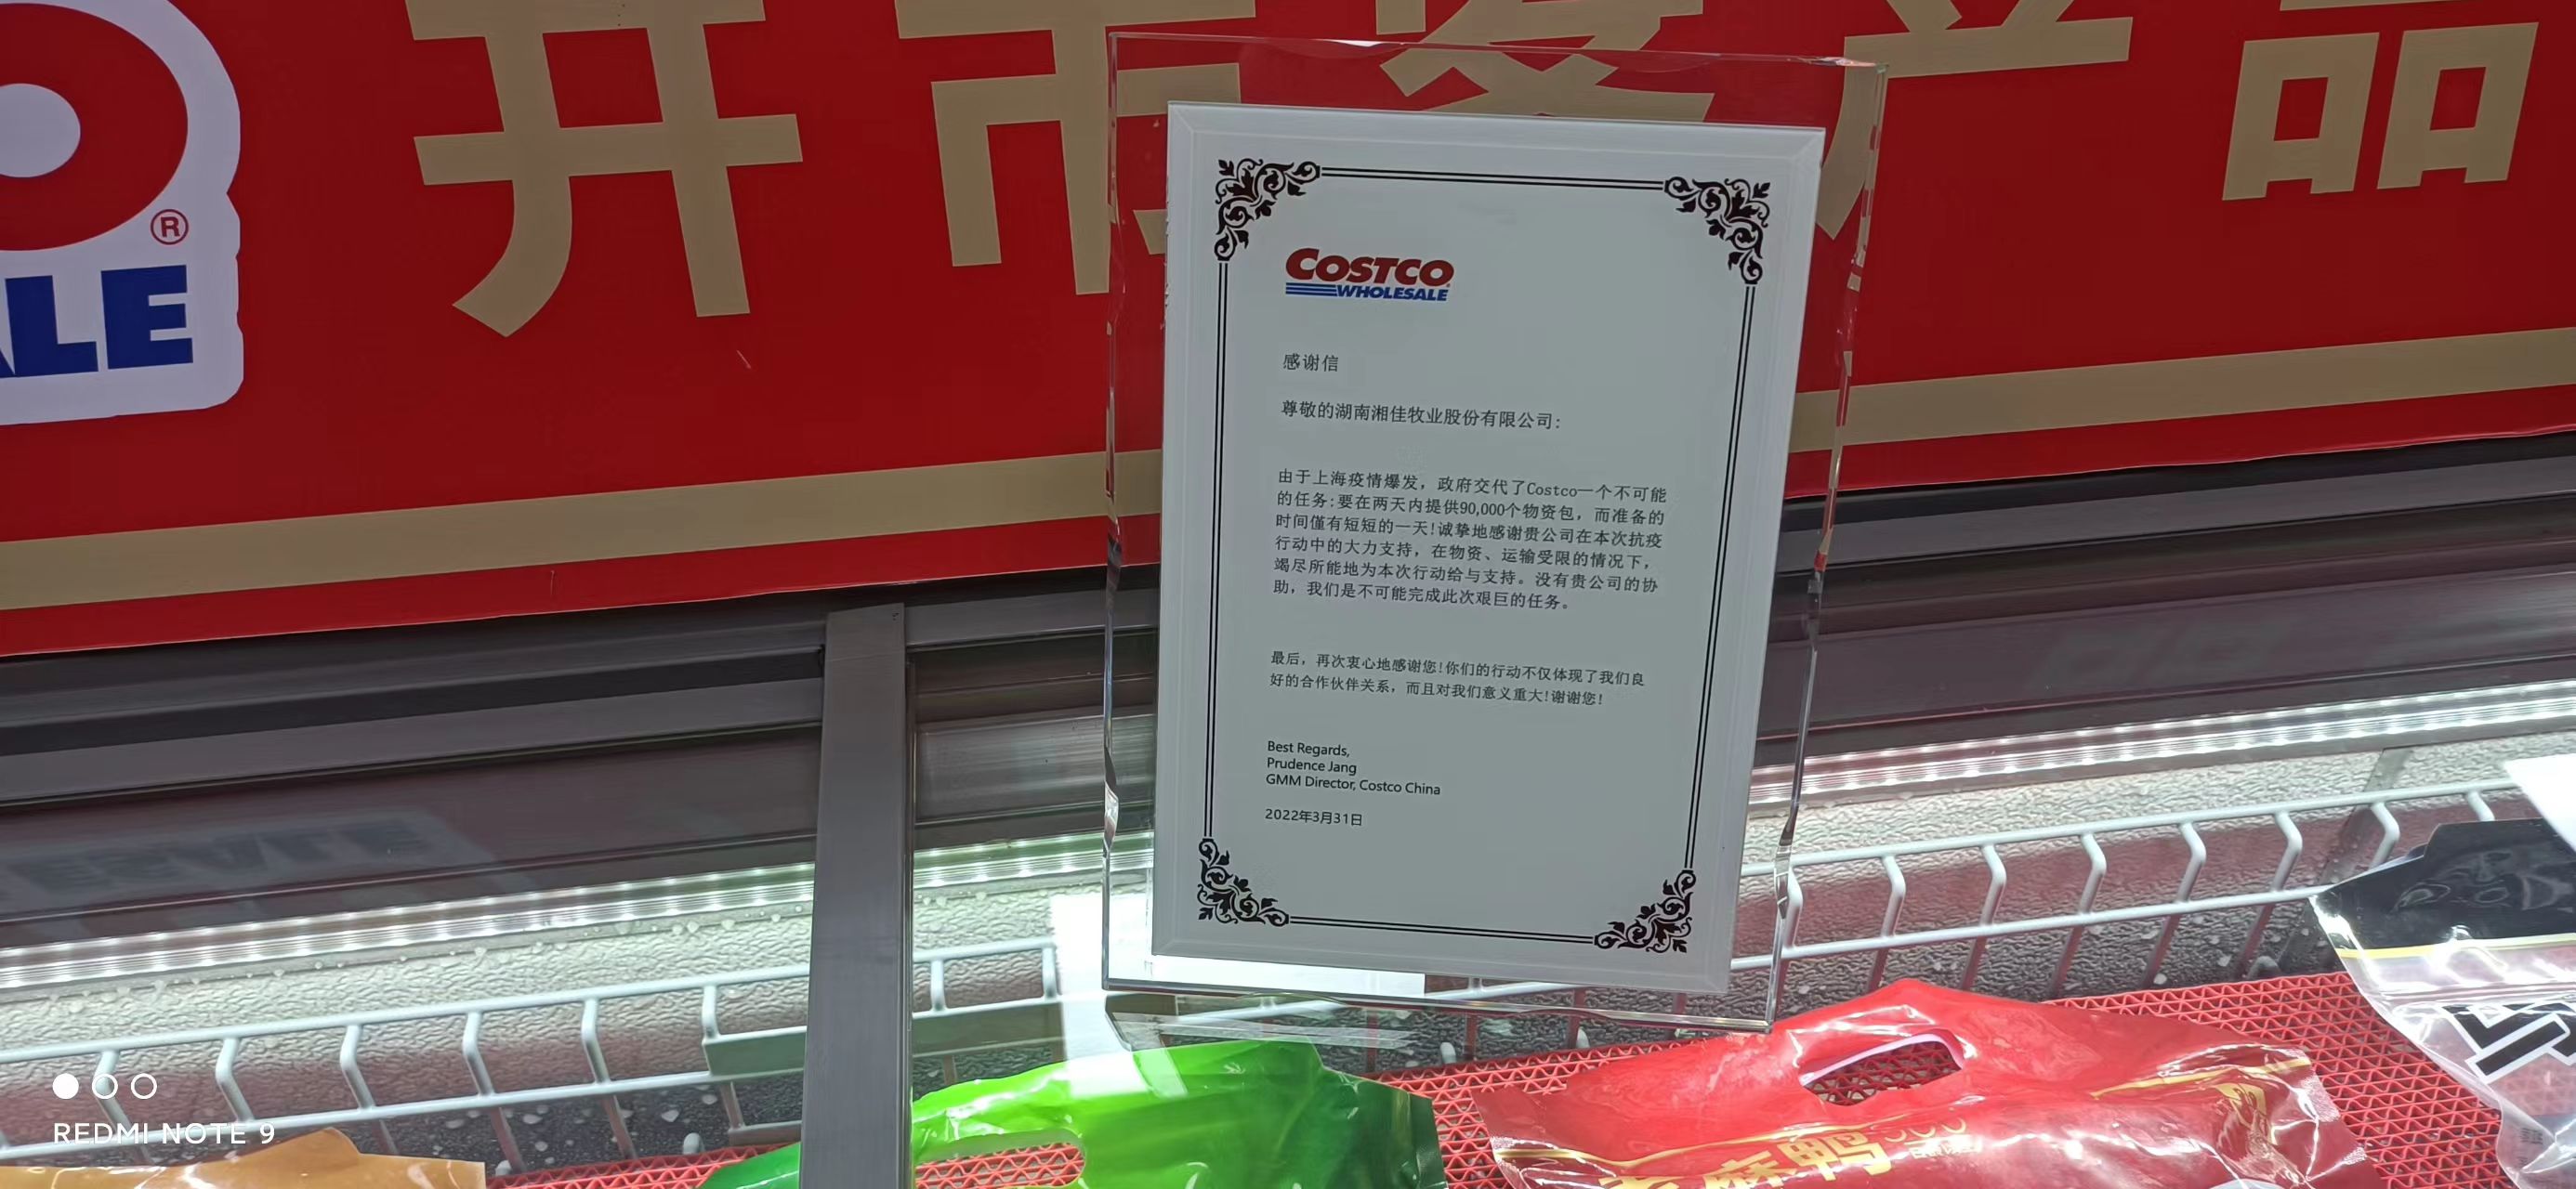 开市客产品
®
ALE
COSTCO
WHOLESALE
感谢信
尊敬的湖南湘佳牧业股份有限公司:
由于上海疫情爆发，政府交代了Costco一个不可能
的任务:要在两天内提供90,000个物资包，而准备的
时间僅有短短的一天!诚挚地感谢贵公司在本次抗疫
行动中的大力支持，在物资、运输受限的情况下，
竭尽所能地为本次行动给与支持。没有贵公司的协
助，我们是不可能完成此次艰巨的任务。
最后，再次衷心地感谢您!你们的行动不仅体现了我们良
好的合作伙伴关系，而且对我们意义重大!谢谢您!
Best Regards,
Prudence Jang
GMM Director, Costco China
2022年3月31日
麻鸭
REDMI NOTE 9